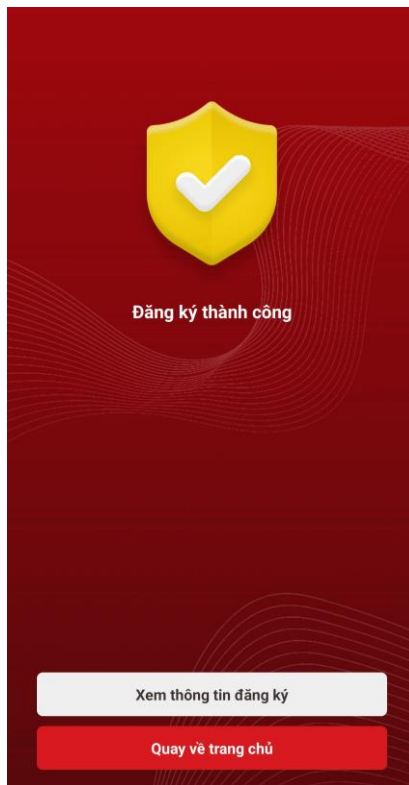 Đăng ký thành công
Xem thông tin đăng ký
Quay về trang chủ